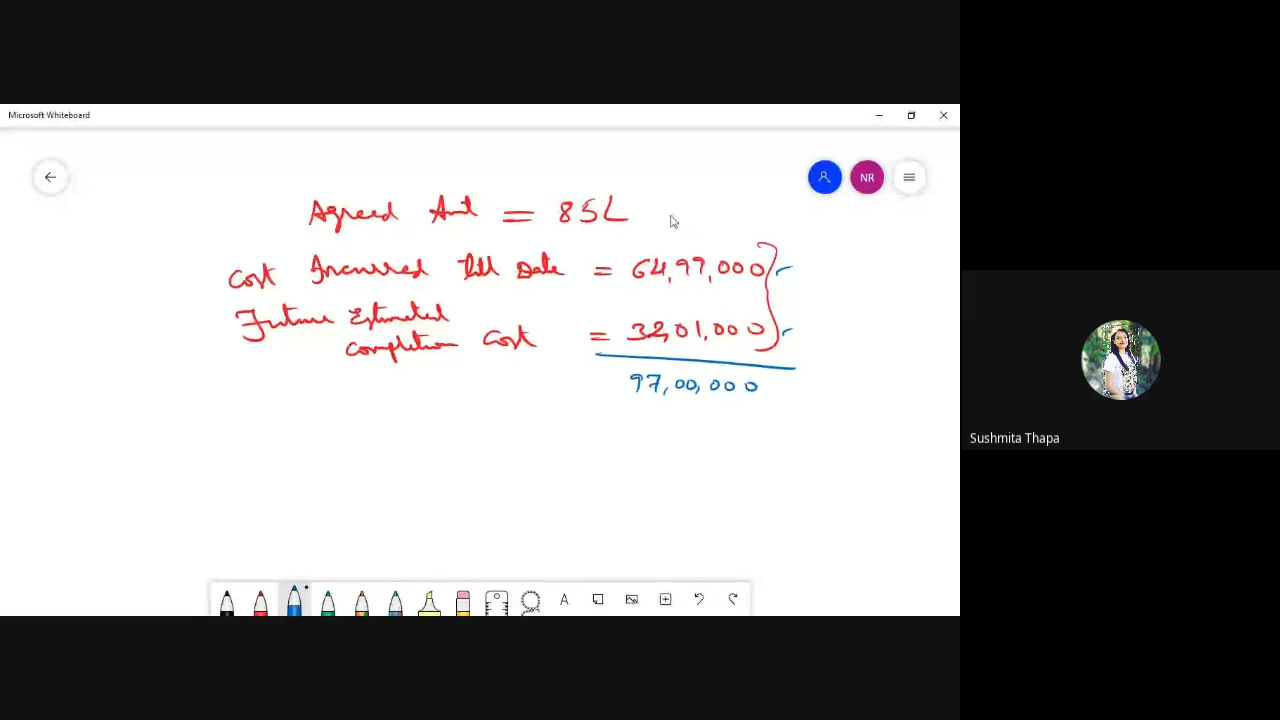 Microsoft Whiteboard
NR
Agreed Amt = 85L
Cost Incurred till Date = 64,99,000
Future Estimated
completion cost = 32,01,000
97,00,000
Sushmita Thapa
A